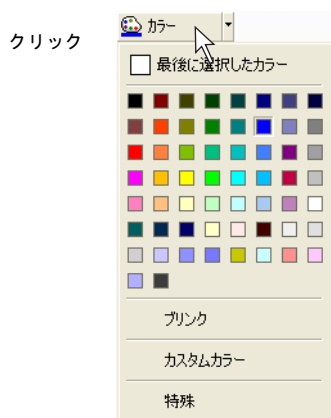 カラー
クリック
最後に選択したカラー
ブリンク
カスタムカラー
特殊